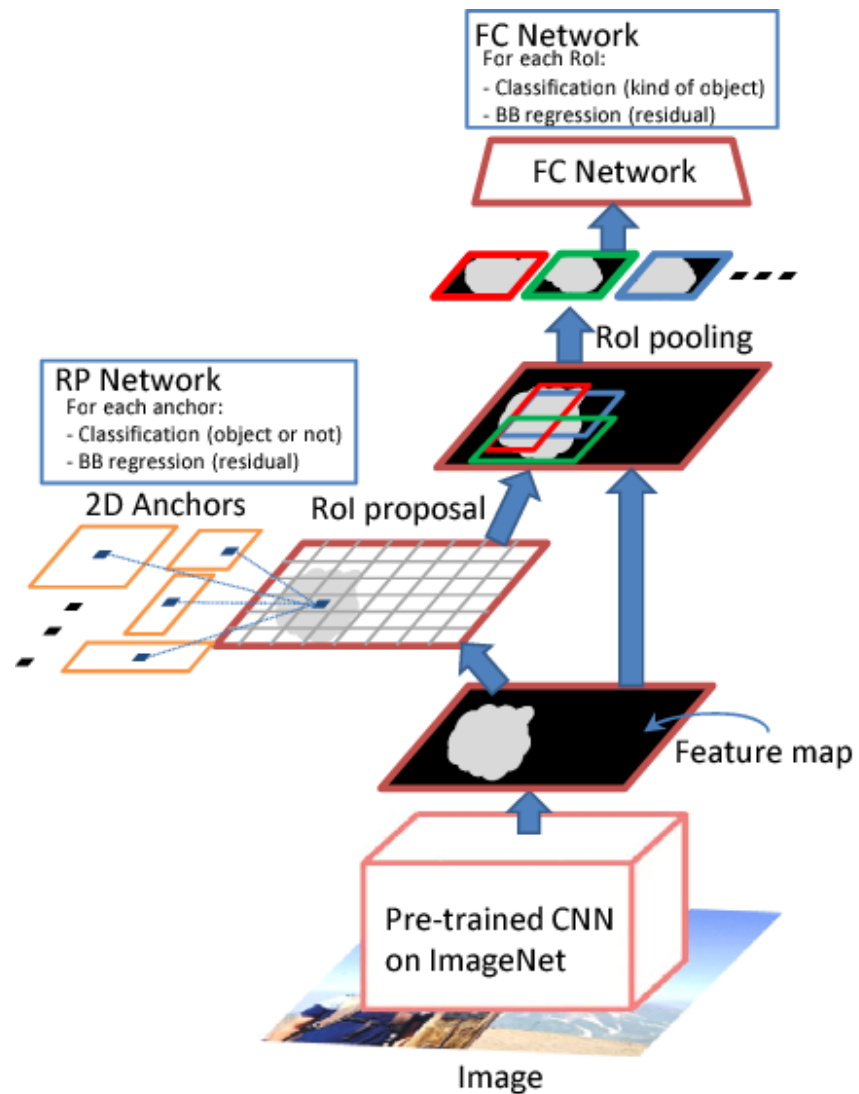 FC Network
For each RoI:
- Classification (kind of object)
- BB regression (residual)
FC Network
RoI pooling
RP Network
For each anchor:
- Classification (object or not)
- BB regression (residual)
2D Anchors
RoI proposal
Feature map
Pre-trained CNN
on ImageNet
Image